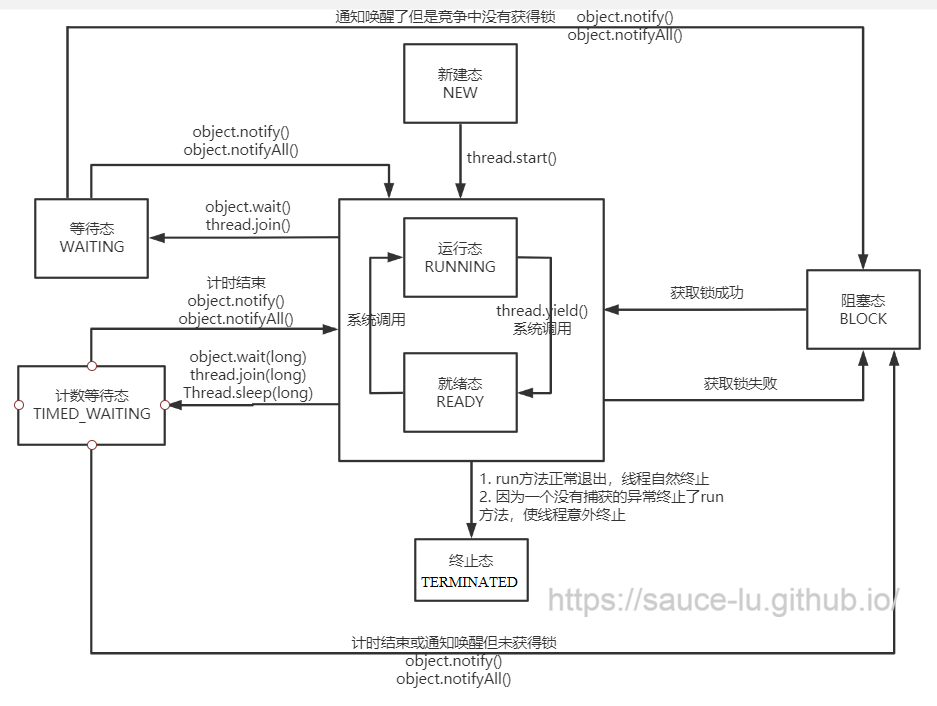 通知唤醒了但是竞争中没有获得锁 object.notify()
object.notifyAll()
新建态
NEW
object.notify()
object.notifyAll()
thread.start()
等待态
WAITING
object.wait()
thread.join()
运行态
RUNNING
计时结束
object.notify()
object.notifyAll()
系统调用
thread.yield()
系统调用
获取锁成功
阻塞态
BLOCK
object.wait(long)
thread.join(long)
Thread.sleep(long)
计数等待态
TIMED_WAITING
就绪态
READY
获取锁失败
1. run方法正常退出，线程自然终止
2. 因为一个没有捕获的异常终止了run
方法，使线程意外终止
终止态
TERMINATED
https://sauce-lu.github.io/
计时结束或通知唤醒但未获得锁
object.notify()
object.notifyAll()